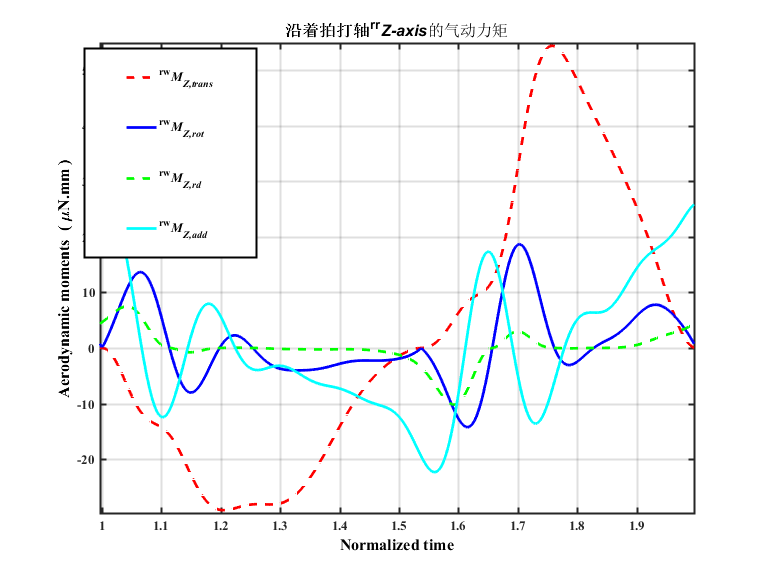 沿着拍打轴rrZ-axis的气动力矩
rwMZ,trans
rwMZ,rot
rwMZ,rd
rwMZ,add
Aerodynamic moments (μN.mm)
10
0
-10
-20
1 1.1 1.2 1.3 1.4 1.5 1.6 1.7 1.8 1.9
Normalized time